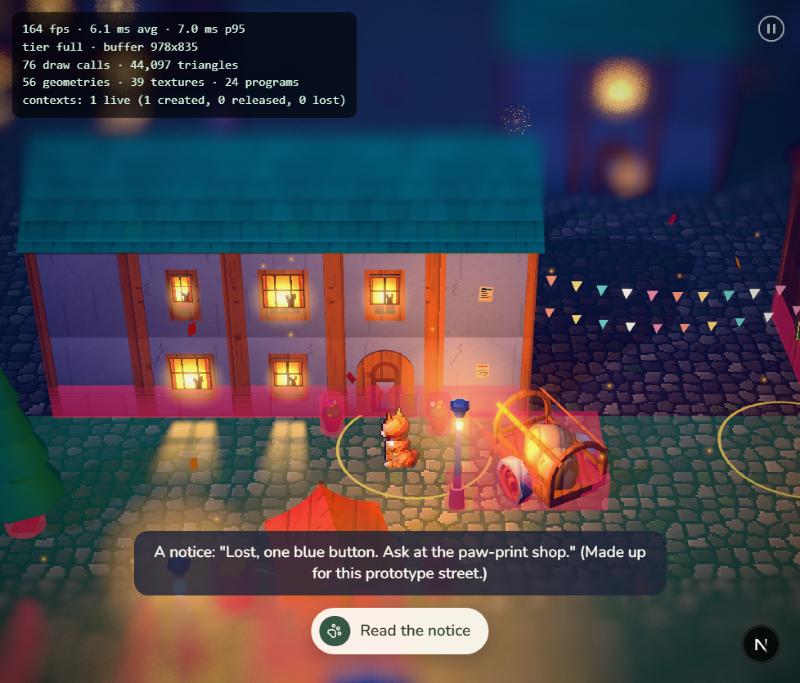 164 fps · 6.1 ms avg · 7.0 ms p95
tier full · buffer 978x835
76 draw calls · 44,097 triangles
56 geometries · 39 textures · 24 programs
contexts: 1 live (1 created, 0 released, 0 lost)
A notice: "Lost, one blue button. Ask at the paw-print shop." (Made up
for this prototype street.)
Read the notice
N